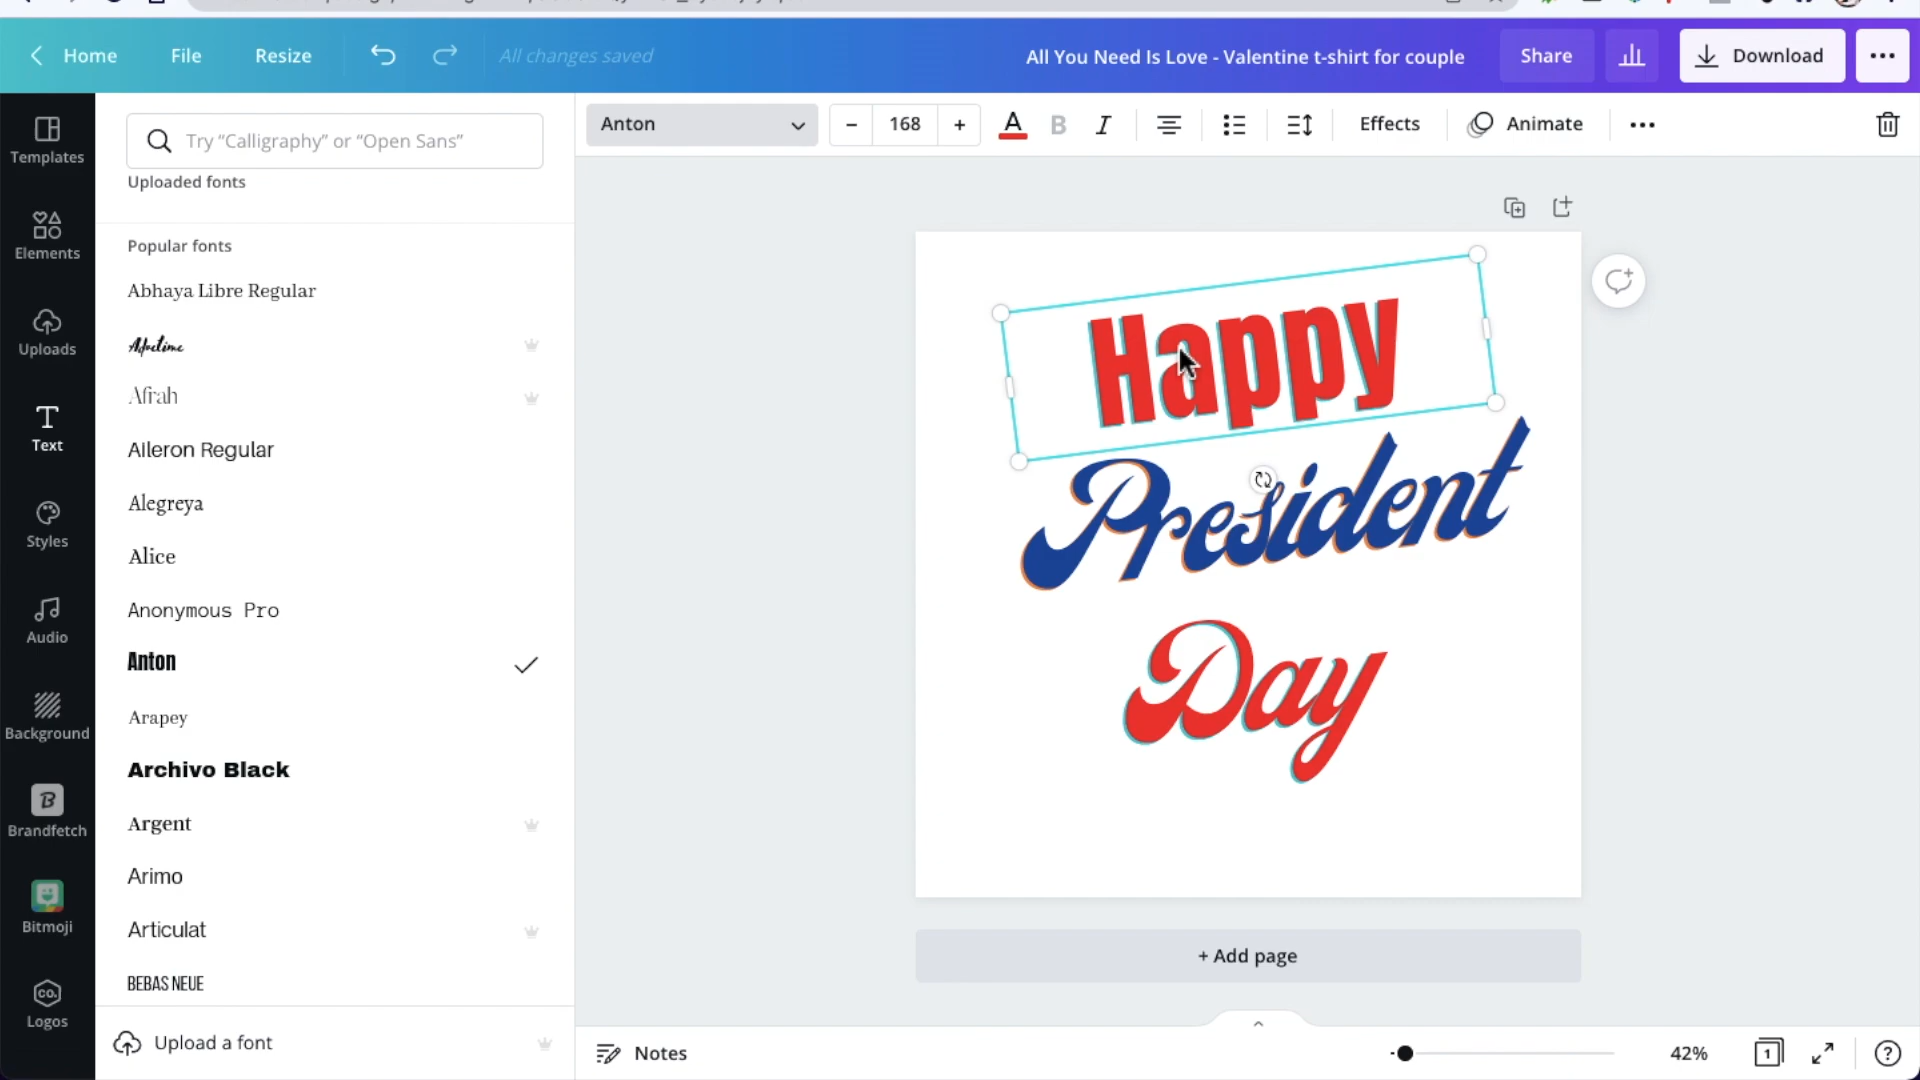 Home
File
Resize
All changes saved
All You Need Is Love - Valentine t-shirt for couple
Share
Download
Templates
Elements
Uploads
Text
Styles
Audio
Background
Brandfetch
Bitmoji
CO.
Logos
Try “Calligraphy” or “Open Sans”
Uploaded fonts
Popular fonts
Abhaya Libre Regular
Afrah
Aileron Regular
Alegreya
Alice
Anonymous Pro
Anton
Arapey
Archivo Black
Argent
Arimo
Articulat
BEBAS NEUE
Upload a font
Anton
168
A
B
I
Effects
Animate
Happy
President
Day
+ Add page
Notes
42%
1
?